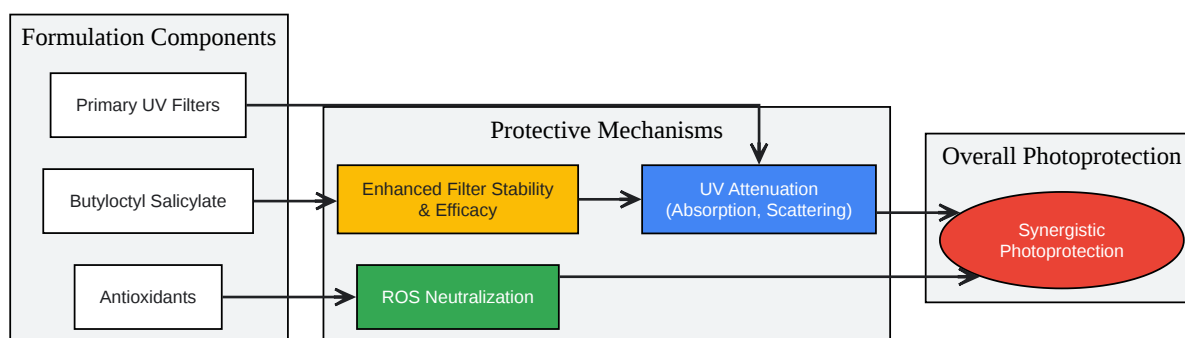 Formulation Components
Primary UV Filters
Butyloctyl Salicylate
Antioxidants
Protective Mechanisms
Enhanced Filter Stability
& Efficacy
UV Attenuation
(Absorption, Scattering)
ROS Neutralization
Overall Photoprotection
Synergistic
Photoprotection